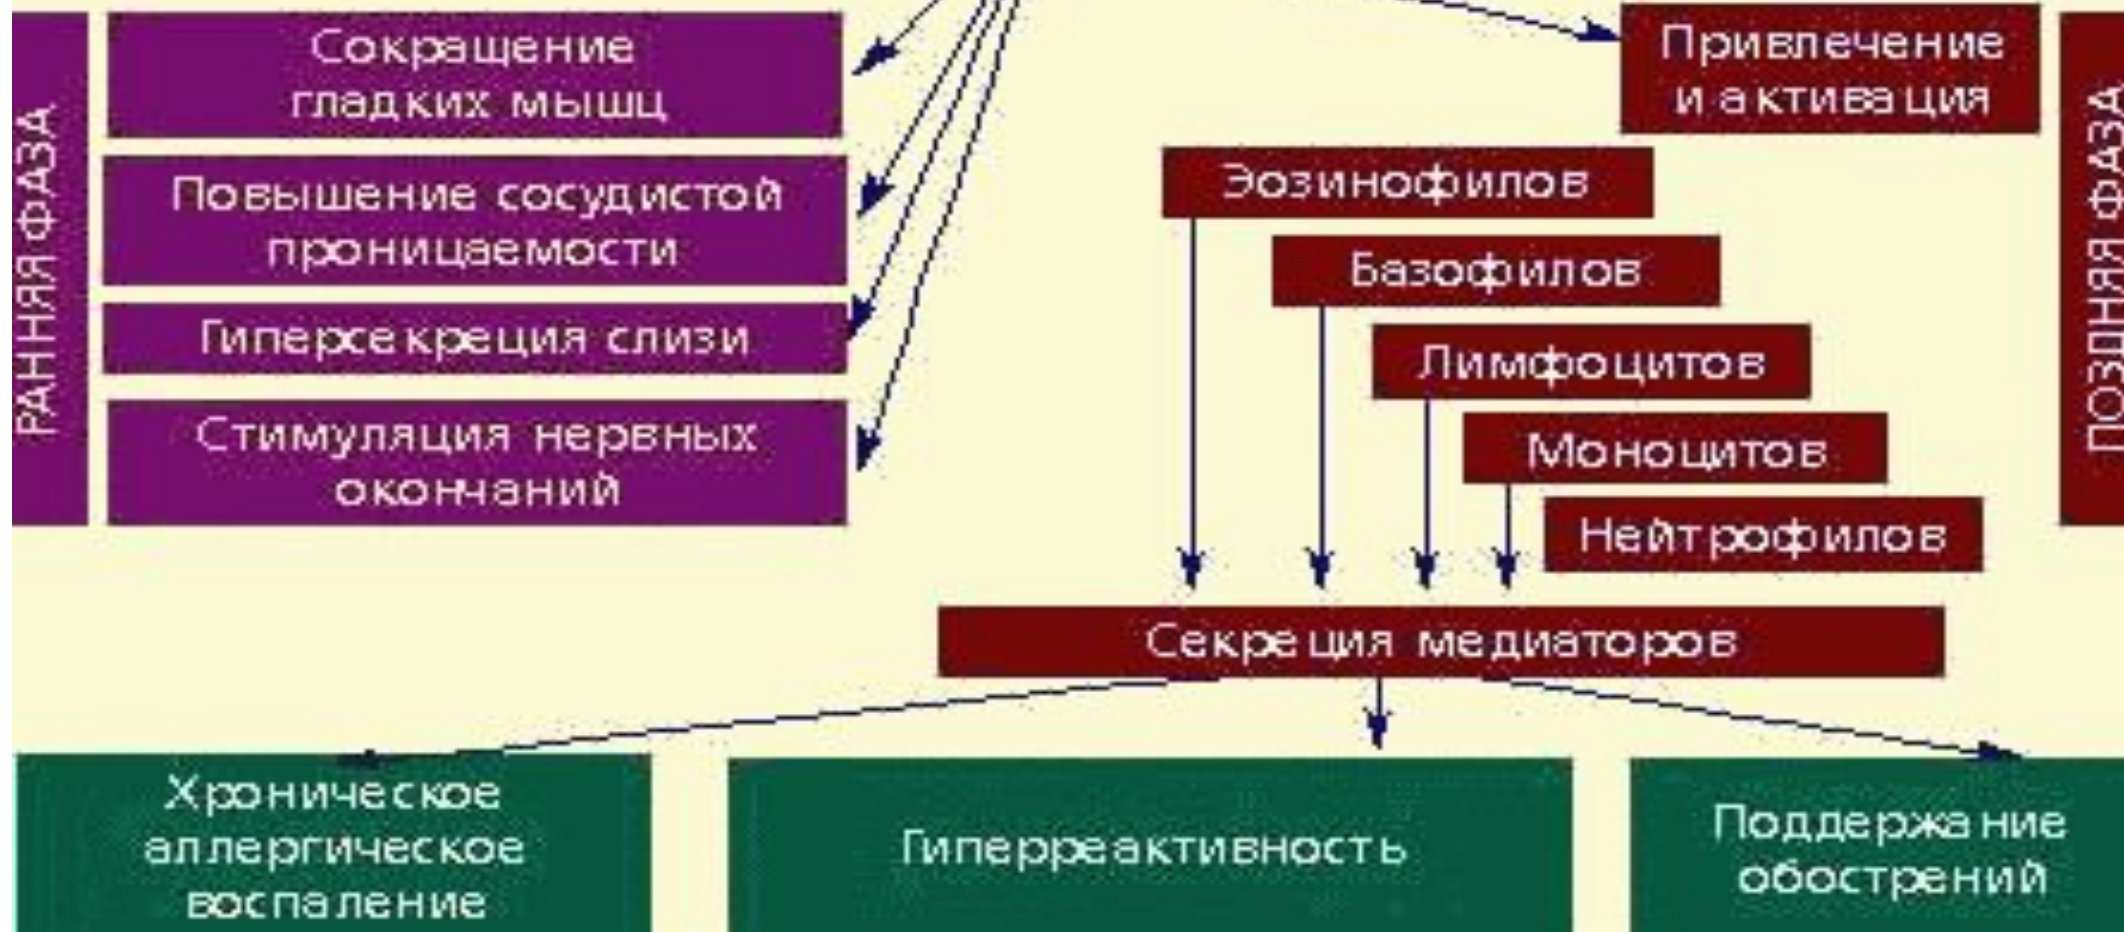 РАННЯЯ ФАЗА
Сокращение
гладких мышц
Повышение сосудистой
проницаемости
Гиперсекреция слизи
Стимуляция нервных
окончаний
Привлечение
и активация
ПОЗДНЯЯ ФАЗА
Эозинофилов
Базофилов
Лимфоцитов
Моноцитов
Нейтрофилов
Секреция медиаторов
Хроническое
аллергическое
воспаление
Гиперреактивность
Поддержание
обострений